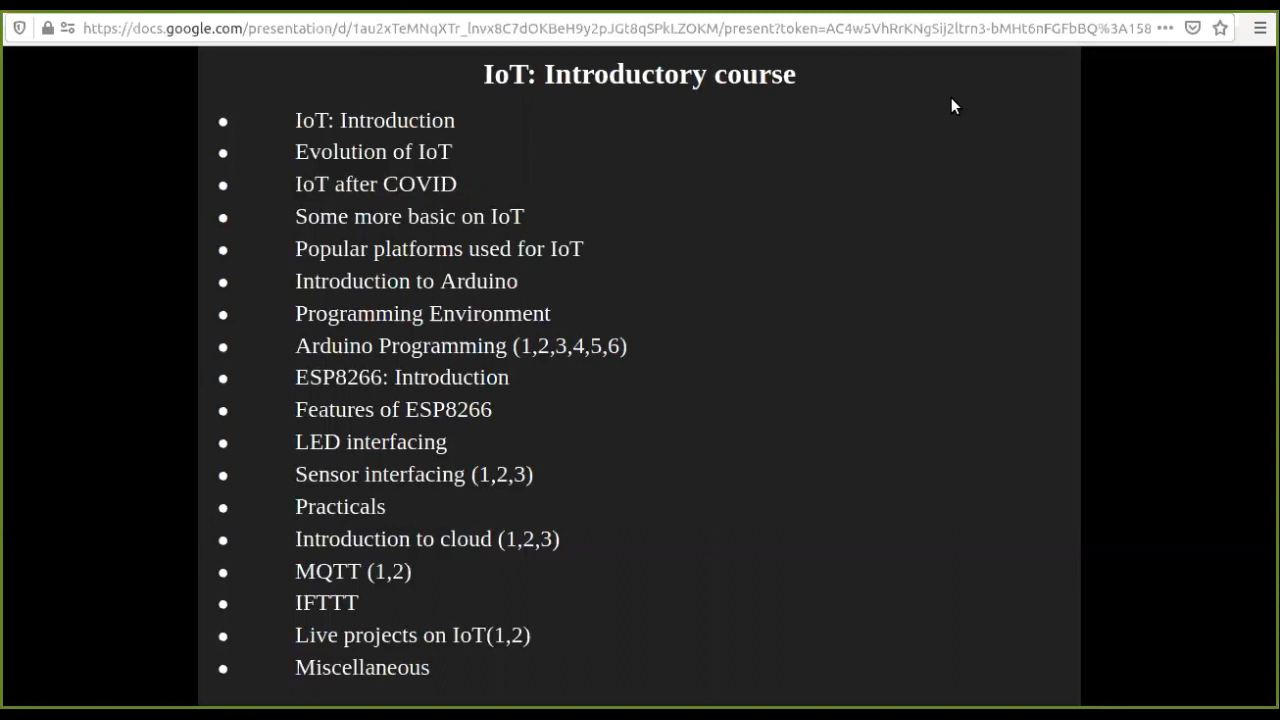 https://docs.google.com/presentation/d/1au2xTeMNqXTr_lnvx8C7dOKBeH9y2pJGt8qSPkLZOKM/present?token=AC4w5VhRrKNgSij2ltrn3-bMHt6nFGFbBQ%3A158
IoT: Introductory course
● IoT: Introduction
● Evolution of IoT
● IoT after COVID
● Some more basic on IoT
● Popular platforms used for IoT
● Introduction to Arduino
● Programming Environment
● Arduino Programming (1,2,3,4,5,6)
● ESP8266: Introduction
● Features of ESP8266
● LED interfacing
● Sensor interfacing (1,2,3)
● Practicals
● Introduction to cloud (1,2,3)
● MQTT (1,2)
● IFTTT
● Live projects on IoT(1,2)
● Miscellaneous